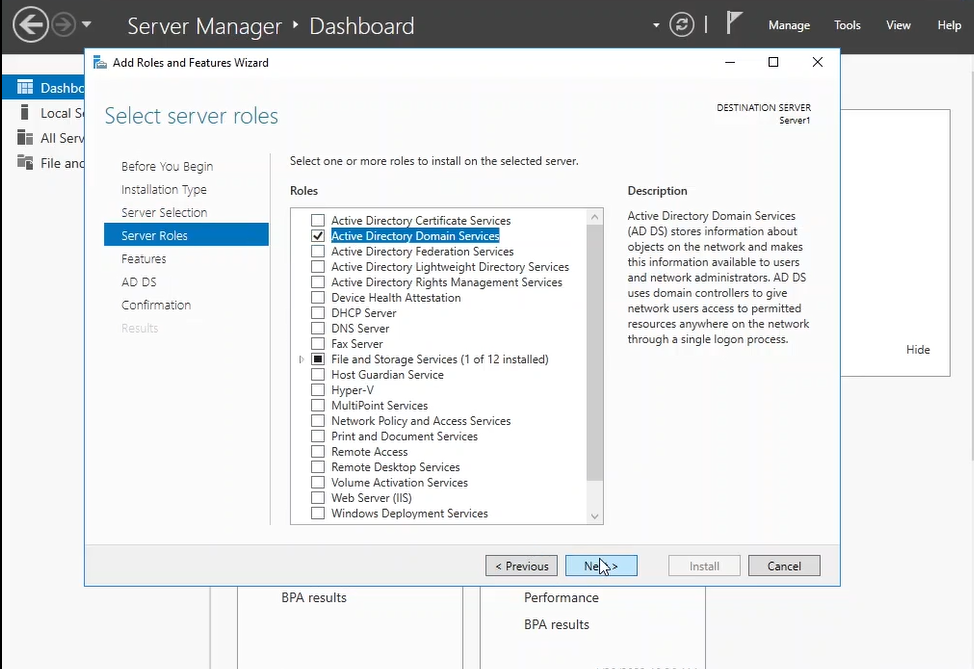 Server Manager ‣ Dashboard
Manage Tools View Help
Add Roles and Features Wizard
Select server roles
DESTINATION SERVER
Server1
Dashbo
Local Se
All Serv
File and
Before You Begin
Installation Type
Server Selection
Server Roles
Features
AD DS
Confirmation
Results
Select one or more roles to install on the selected server.
Roles
Active Directory Certificate Services
Active Directory Domain Services
Active Directory Federation Services
Active Directory Lightweight Directory Services
Active Directory Rights Management Services
Device Health Attestation
DHCP Server
DNS Server
Fax Server
File and Storage Services (1 of 12 installed)
Host Guardian Service
Hyper-V
MultiPoint Services
Network Policy and Access Services
Print and Document Services
Remote Access
Remote Desktop Services
Volume Activation Services
Web Server (IIS)
Windows Deployment Services
Description
Active Directory Domain Services
(AD DS) stores information about
objects on the network and makes
this information available to users
and network administrators. AD DS
uses domain controllers to give
network users access to permitted
resources anywhere on the network
through a single logon process.
Hide
< Previous
Ne >
Install
Cancel
BPA results
Performance
BPA results